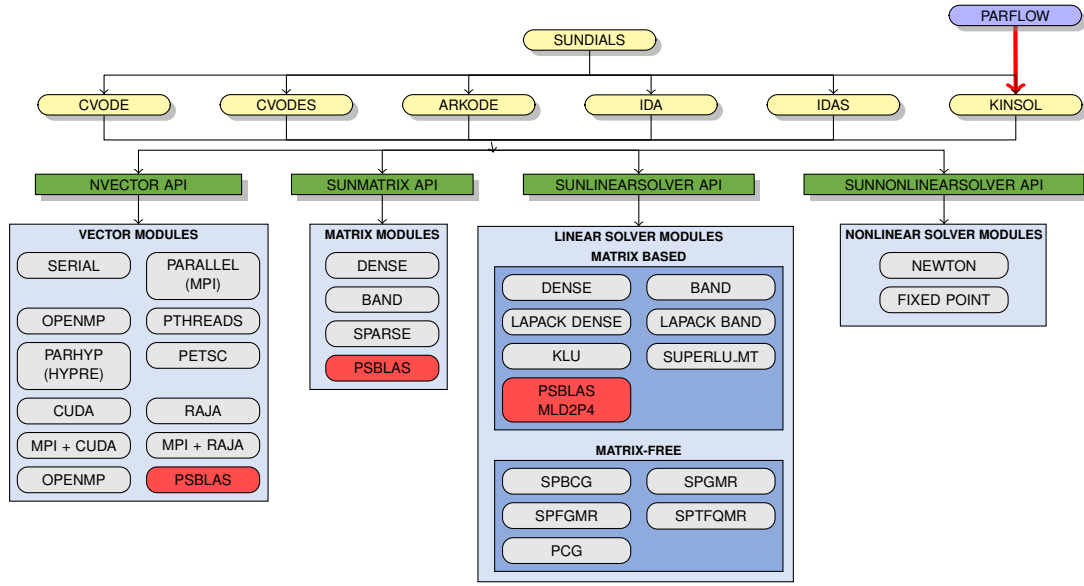 PARFLOW
SUNDIALS
CVODE
CVODES
ARKODE
IDA
IDAS
KINSOL
NVECTOR API
SUNMATRIX API
SUNLINEARSOLVER API
SUNNONLINEARSOLVER API
VECTOR MODULES
SERIAL
PARALLEL
(MPI)
OPENMP
PTHREADS
PARHYP
(HYPRE)
PETSC
CUDA
RAJA
MPI + CUDA
MPI + RAJA
OPENMP
PSBLAS
MATRIX MODULES
DENSE
BAND
SPARSE
PSBLAS
LINEAR SOLVER MODULES
MATRIX BASED
DENSE
BAND
LAPACK DENSE
LAPACK BAND
KLU
SUPERLU_MT
PSBLAS
MLD2P4
MATRIX-FREE
SPBCG
SPGMR
SPFGMR
SPTFQMR
PCG
NONLINEAR SOLVER MODULES
NEWTON
FIXED POINT